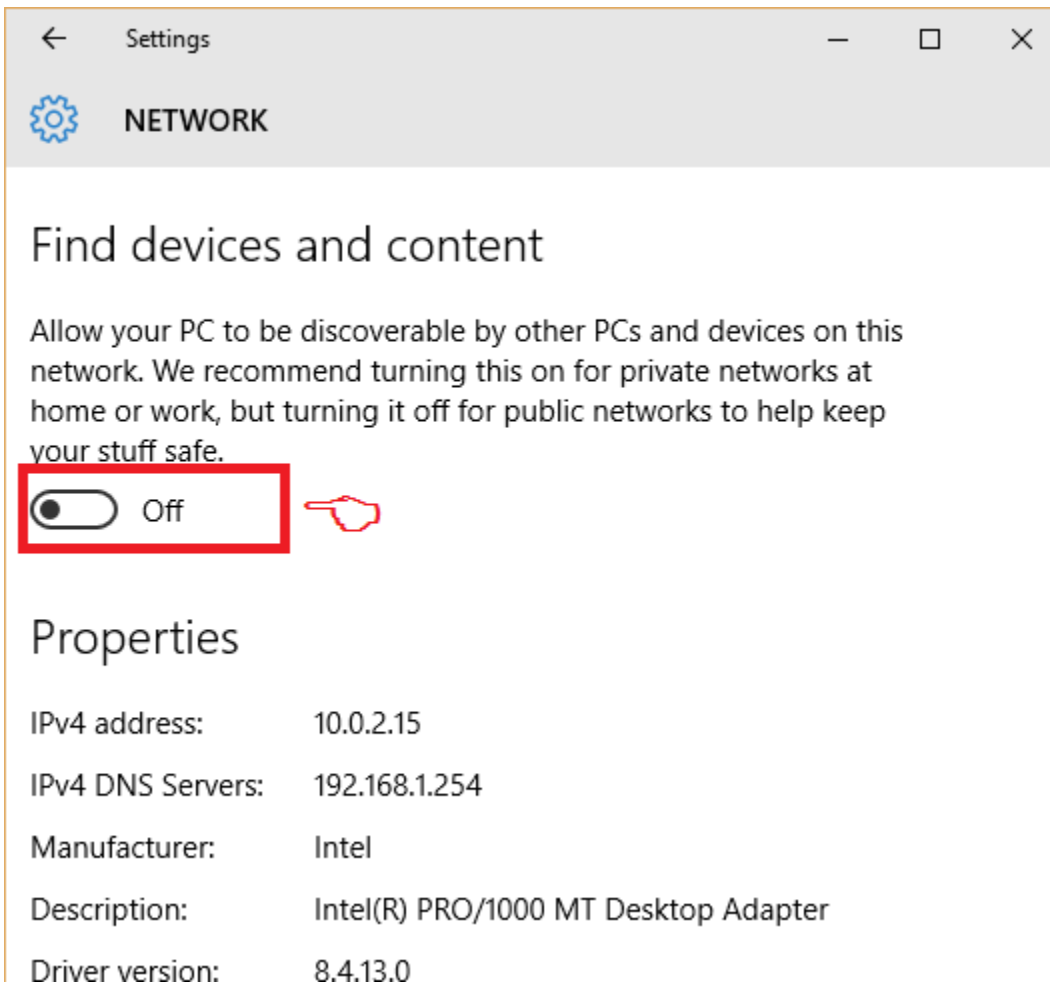 Settings
NETWORK
Find devices and content
Allow your PC to be discoverable by other PCs and devices on this
network. We recommend turning this on for private networks at
home or work, but turning it off for public networks to help keep
your stuff safe.
Off
Properties
IPv4 address: 10.0.2.15
IPv4 DNS Servers: 192.168.1.254
Manufacturer: Intel
Description: Intel(R) PRO/1000 MT Desktop Adapter
Driver version: 8.4.13.0